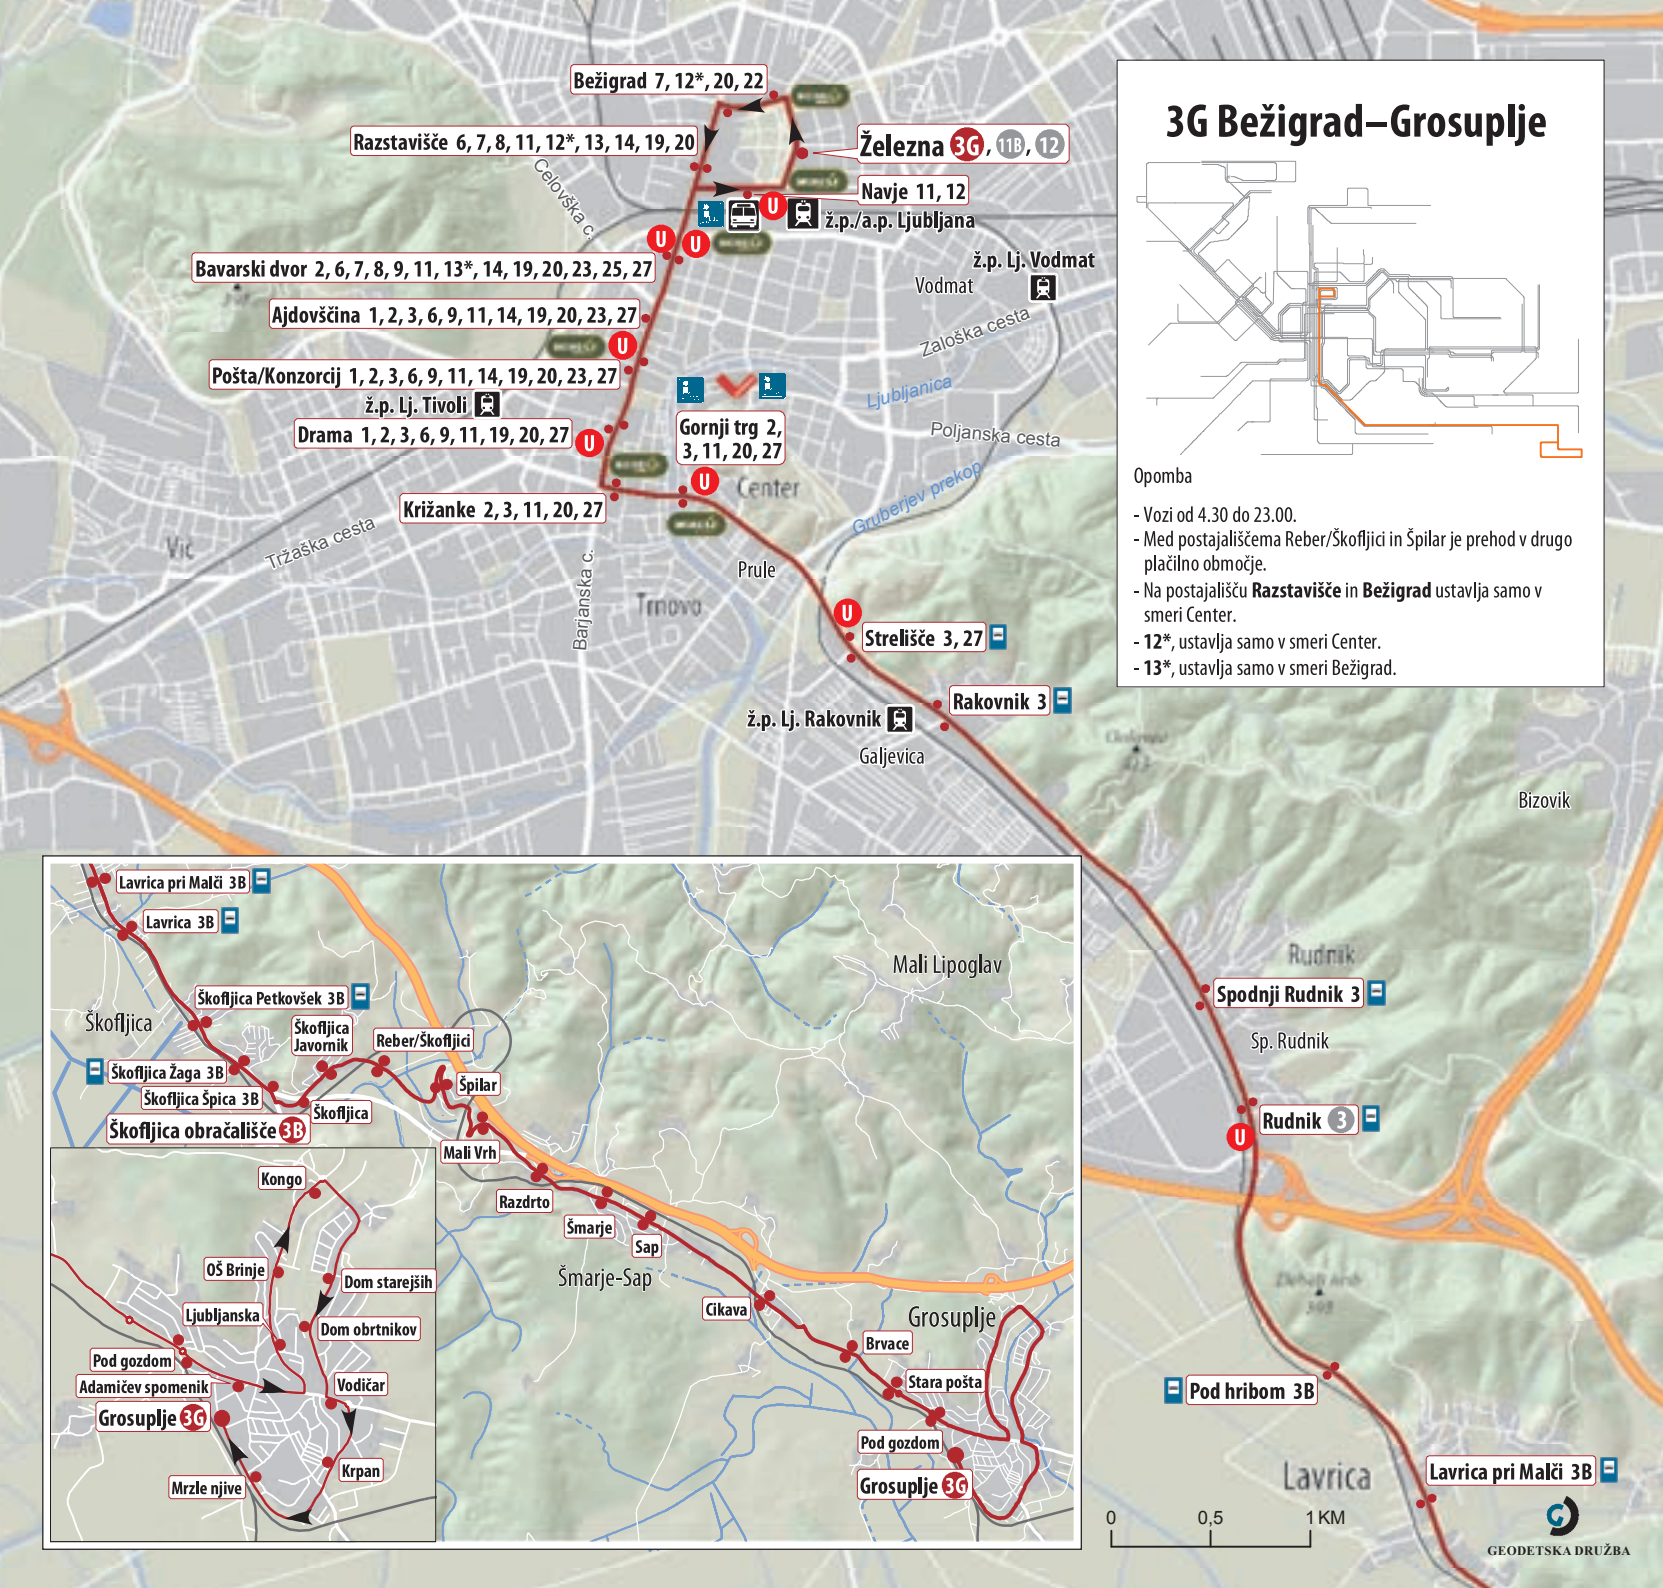 Bežigrad 7, 12*, 20, 22
Razstavišče 6, 7, 8, 11, 12*, 13, 14, 19, 20
Železna 3G, 11B, 12
Navje 11, 12
U
ž.p./a.p. Ljubljana
Celovška c.
U U
Bavarski dvor 2, 6, 7, 8, 9, 11, 13*, 14, 19, 20, 23, 25, 27
ž.p. Lj. Vodmat
Vodmat
Ajdovščina 1, 2, 3, 6, 9, 11, 14, 19, 20, 23, 27
Zaloška cesta
U
Pošta/Konzorcij 1, 2, 3, 6, 9, 11, 14, 19, 20, 23, 27
Ljubljanica
ž.p. Lj. Tivoli
Drama 1, 2, 3, 6, 9, 11, 19, 20, 27
U
Gornji trg 2,
3, 11, 20, 27
Poljanska cesta
U
Center
Gruberjev prekop
Križanke 2, 3, 11, 20, 27
Vič
Tržaška cesta
Barjanska c.
Prule
Trnovo
U
Strelišče 3, 27
Rakovnik 3
ž.p. Lj. Rakovnik
Galjevica
Bizovik
Rudnik
Spodnji Rudnik 3
Sp. Rudnik
Rudnik 3
U
Pod hribom 3B
Lavrica
Lavrica pri Malči 3B
0 0,5 1 KM
G
GEODETSKA DRUŽBA
3G Bežigrad–Grosuplje
Opomba
- Vozi od 4.30 do 23.00.
- Med postajališčema Reber/Škofljici in Špilar je prehod v drugo
plačilno območje.
- Na postajališču Razstavišče in Bežigrad ustavlja samo v
smeri Center.
- 12*, ustavlja samo v smeri Center.
- 13*, ustavlja samo v smeri Bežigrad.
Lavrica pri Malči 3B
Lavrica 3B
Mali Lipoglav
Škofljica Petkovšek 3B
Škofljica
Škofljica
Javornik
Reber/Škofljici
Škofljica Žaga 3B
Špilar
Škofljica Špica 3B
Škofljica
Škofljica obračališče 3B
Mali Vrh
Razdrto
Šmarje
Sap
Šmarje-Sap
Cikava
Grosuplje
Brvace
Stara pošta
Pod gozdom
Grosuplje 3G
Kongo
OŠ Brinje
Dom starejših
Ljubljanska
Dom obrtnikov
Pod gozdom
Adamičev spomenik
Vodičar
Grosuplje 3G
Krpan
Mrzle njive